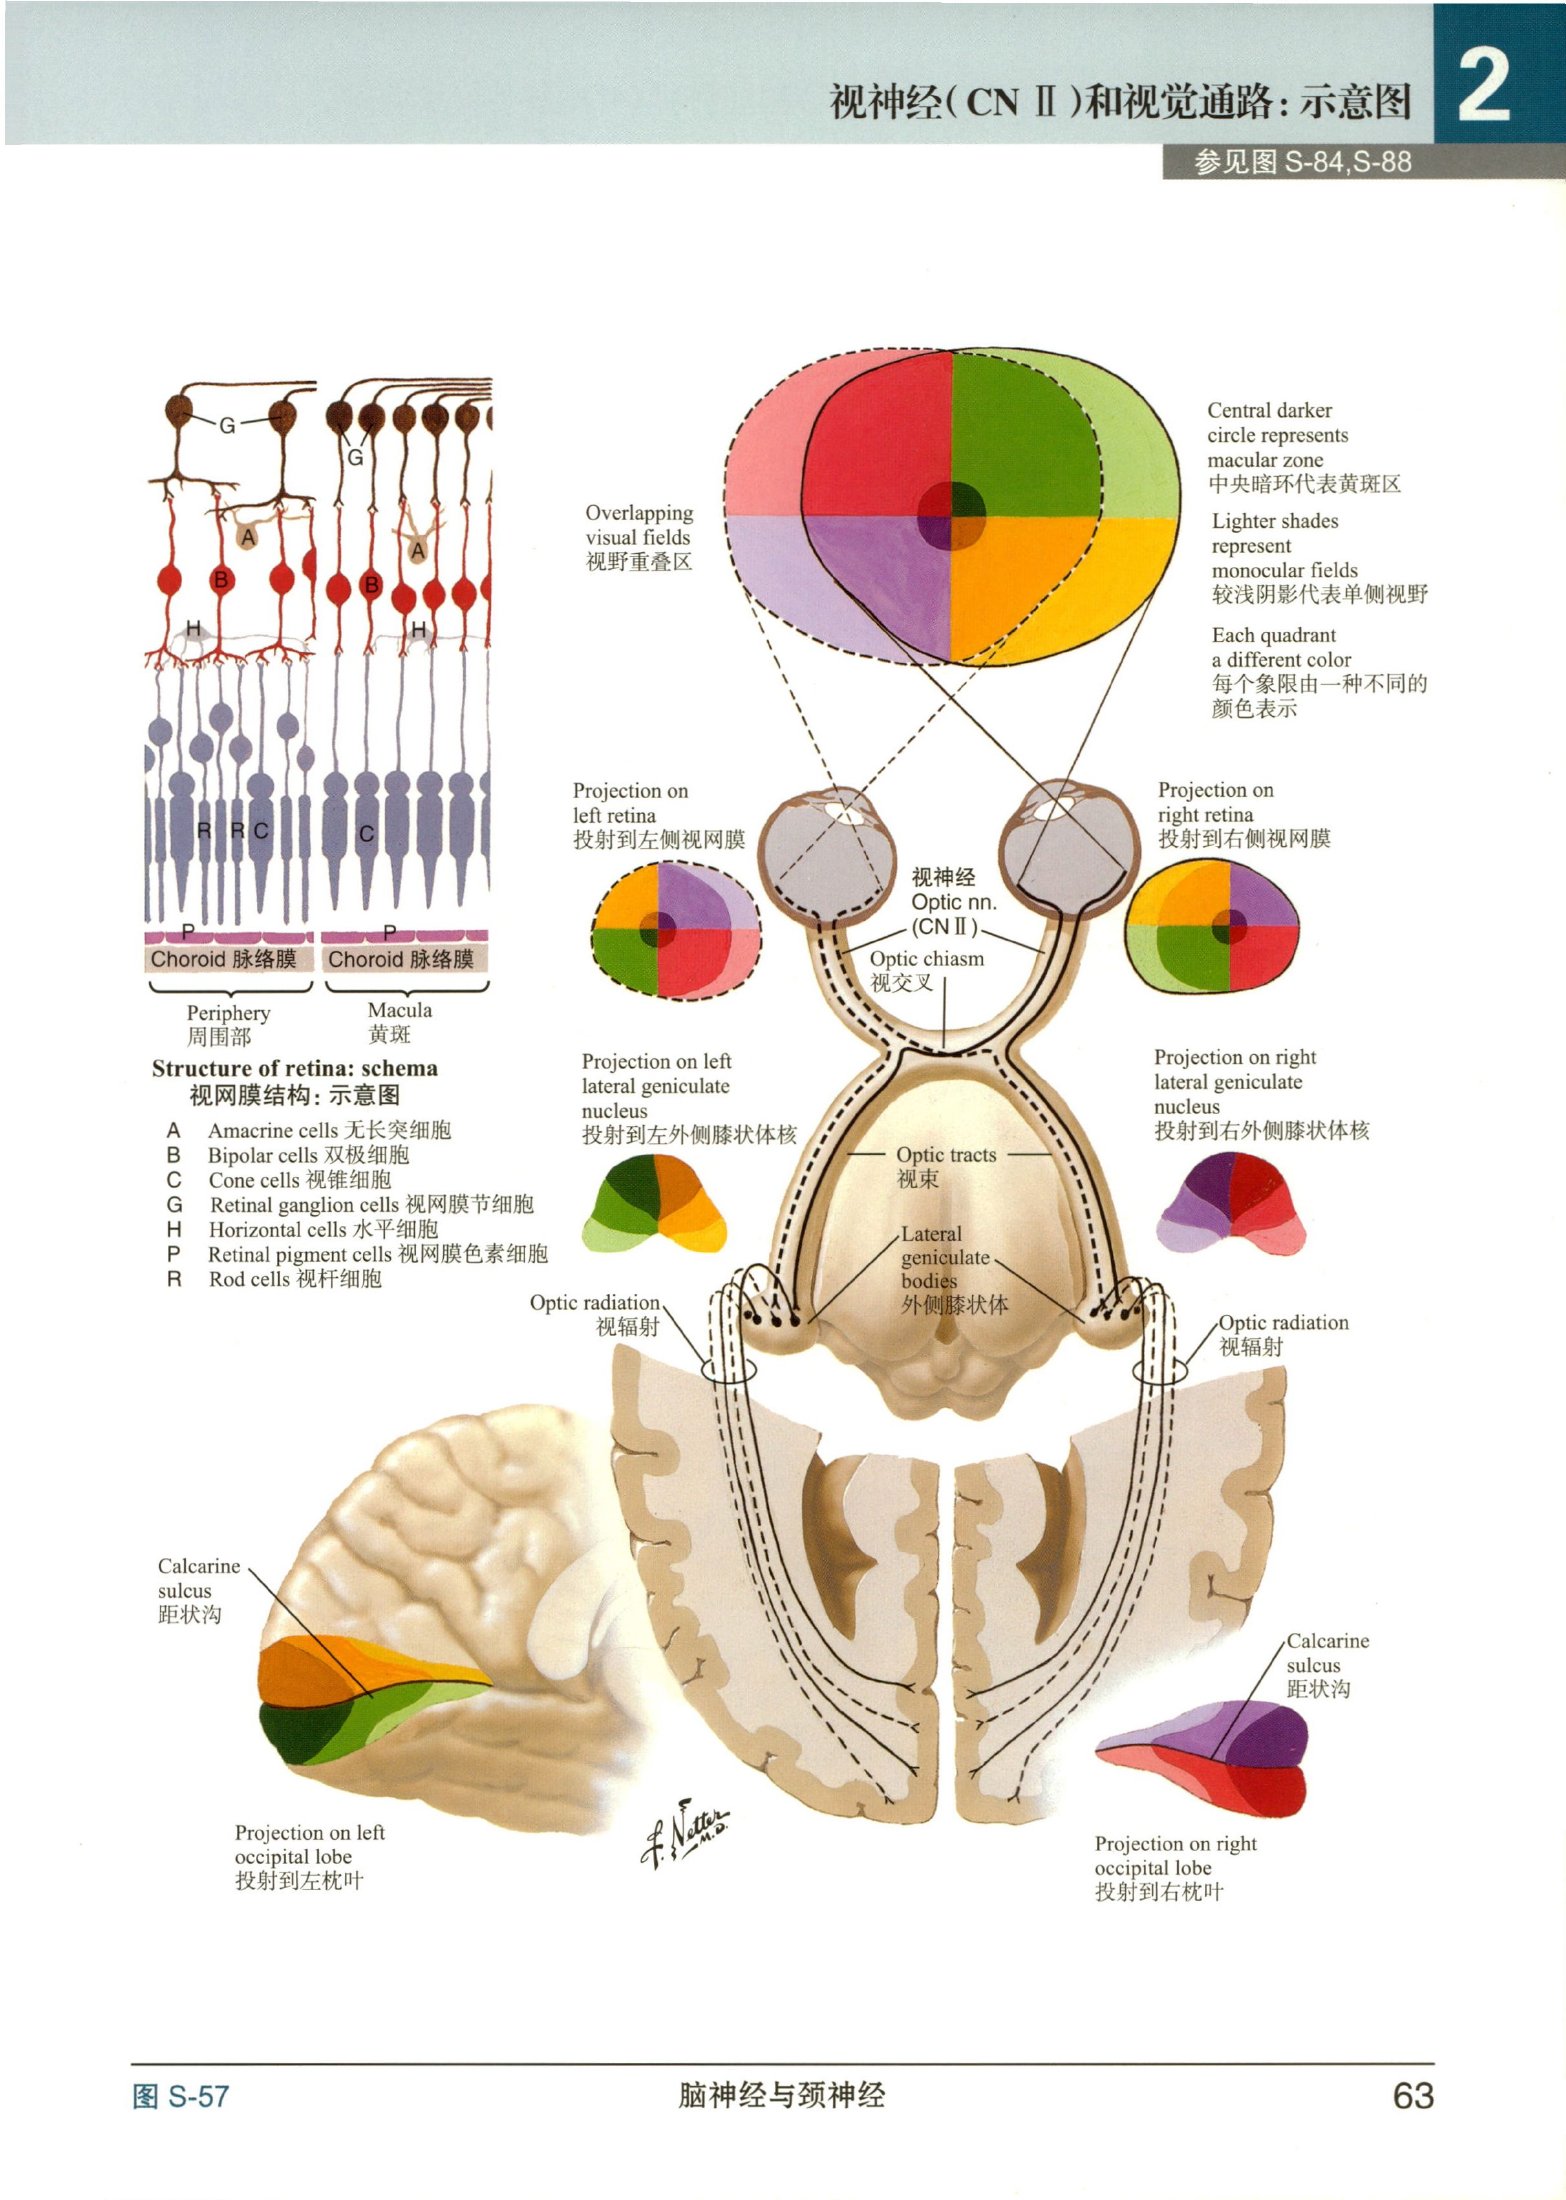 视神经(CN Ⅱ)和视觉通路:示意图
2
参见图 S-84,S-88
Central darker
circle represents
macular zone
中央暗环代表黄斑区
Lighter shades
represent
monocular fields
较浅阴影代表单侧视野
Each quadrant
a different color
每个象限由一种不同的
颜色表示
Overlapping
visual fields
视野重叠区
G
G
A
A
B
B
H
H
R
R
C
C
P
P
Choroid 脉络膜
Choroid 脉络膜
Periphery
周围部
Macula
黄斑
Structure of retina: schema
视网膜结构:示意图
A Amacrine cells 无长突细胞
B Bipolar cells 双极细胞
C Cone cells 视锥细胞
G Retinal ganglion cells 视网膜节细胞
H Horizontal cells 水平细胞
P Retinal pigment cells 视网膜色素细胞
R Rod cells 视杆细胞
Projection on
left retina
投射到左侧视网膜
Projection on
right retina
投射到右侧视网膜
视神经
Optic nn.
(CN Ⅱ)
Optic chiasm
视交叉
Projection on left
lateral geniculate
nucleus
投射到左外侧膝状体核
Projection on right
lateral geniculate
nucleus
投射到右外侧膝状体核
Optic tracts
视束
Lateral
geniculate
bodies
外侧膝状体
Optic radiation
视辐射
Optic radiation
视辐射
Calcarine
sulcus
距状沟
Calcarine
sulcus
距状沟
Projection on left
occipital lobe
投射到左枕叶
Projection on right
occipital lobe
投射到右枕叶
F. Netter
M.D.
图 S-57
脑神经与颈神经
63